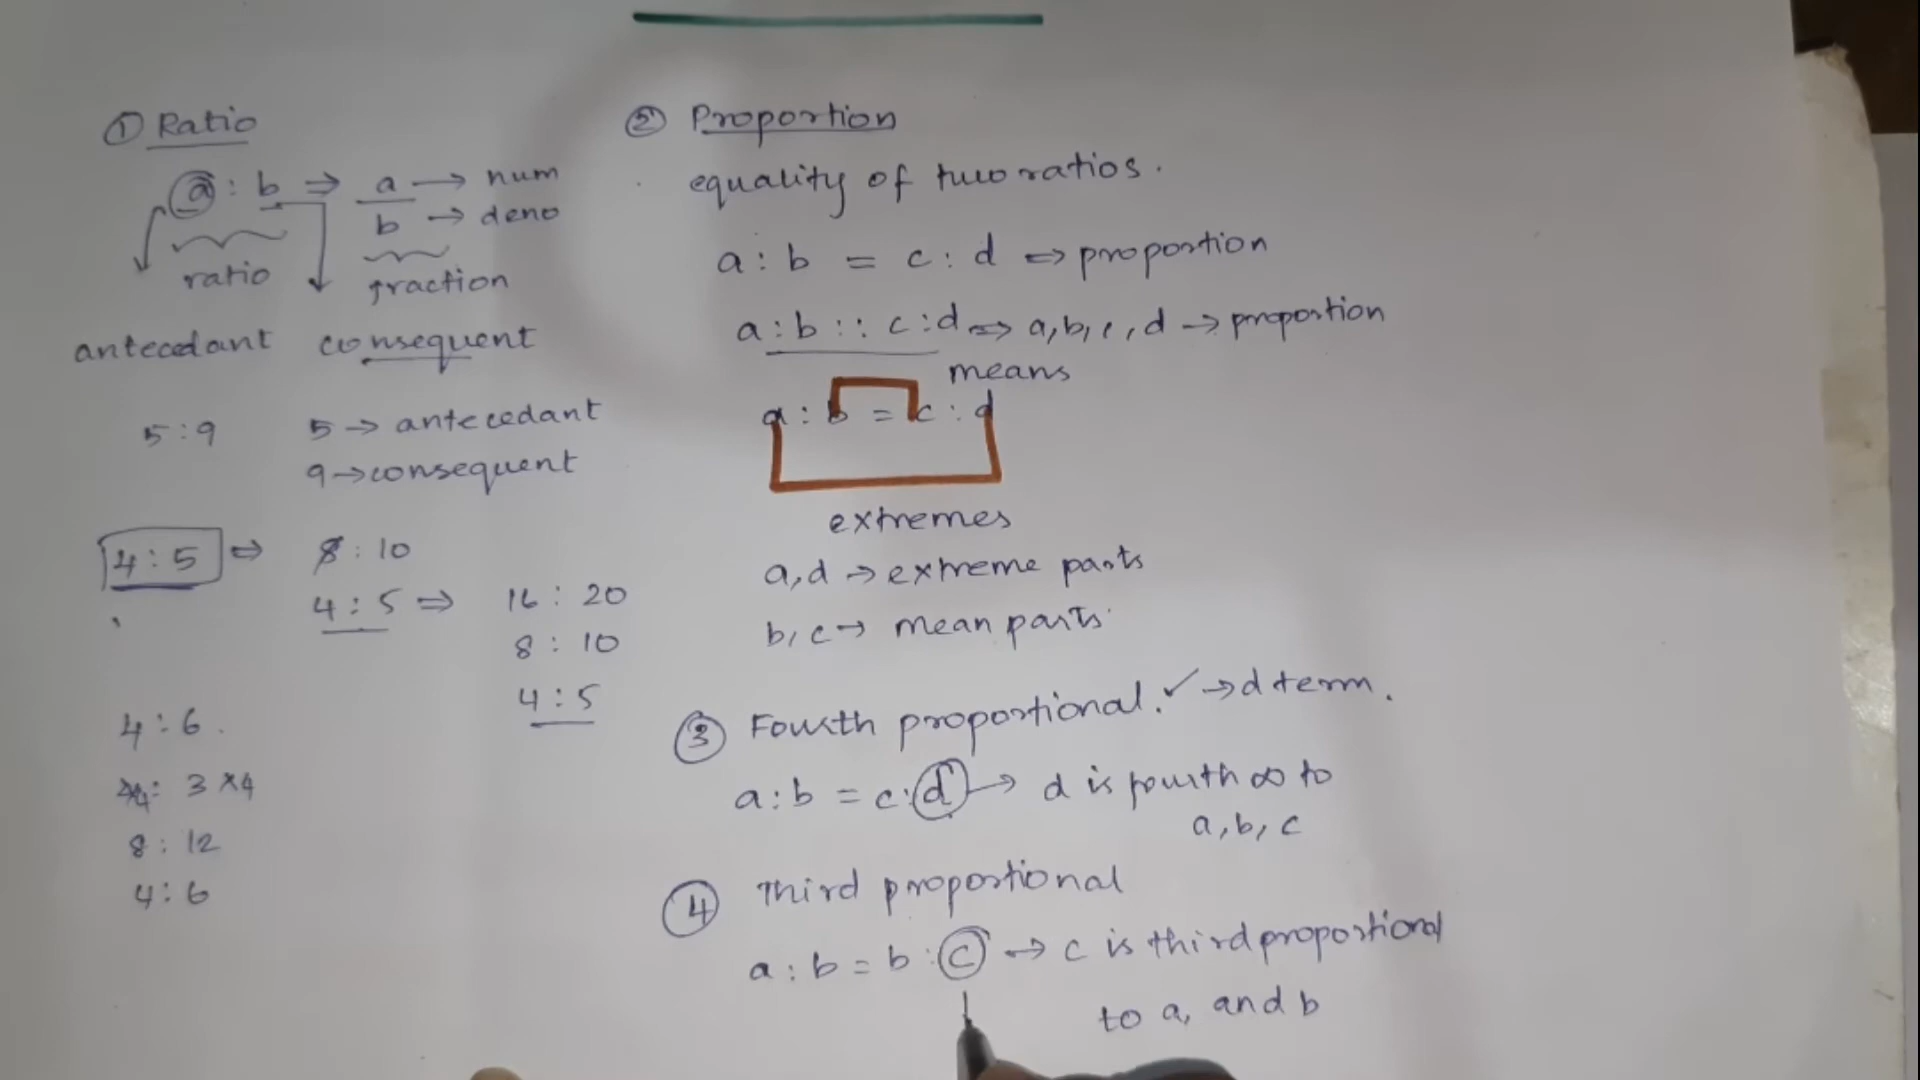 ① Ratio
a : b ⇒ a/b → num → deno
ratio fraction
antecedant consequent
5 : 9 5 → antecedant
9 → consequent
4 : 5 ⇒ 8 : 10
4 : 5 ⇒ 16 : 20
8 : 10
4 : 5
4 : 6 .
: 3 ×4
8 : 12
4 : 6
② Proportion
equality of two ratios .
a : b = c : d ⇒ proportion
a : b :: c : d ⇒ a, b, c, d → proportion
means
a : b = c : d
extremes
a, d → extreme parts
b, c → mean parts
③ Fourth proportional. ✓ → d term .
a : b = c : d → d is fourth ∝ to
a, b, c
④ Third proportional
a : b = b : c → c is third proportional
to a, and b